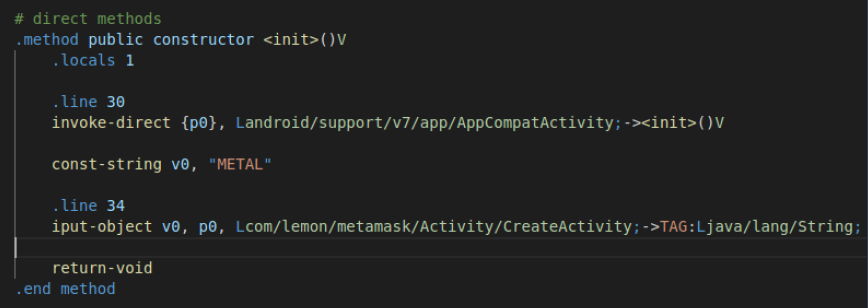 # direct methods
.method public constructor <init>()V
.locals 1
.line 30
invoke-direct {p0}, Landroid/support/v7/app/AppCompatActivity;-><init>()V
const-string v0, "METAL"
.line 34
iput-object v0, p0, Lcom/lemon/metamask/Activity/CreateActivity;->TAG:Ljava/lang/String;
return-void
.end method